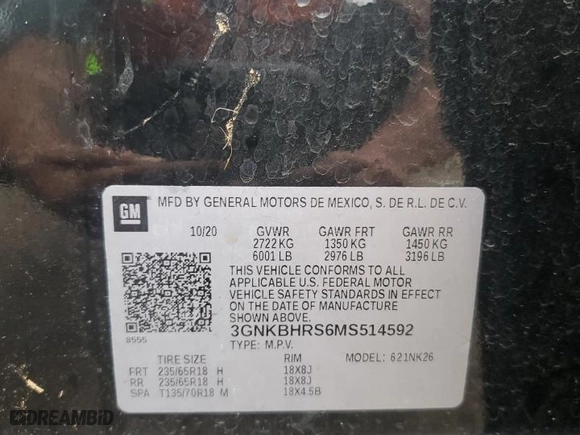 GM
MFD BY GENERAL MOTORS DE MEXICO, S. DE R.L. DE C.V.
10/20 GVWR GAWR FRT GAWR RR
2722 KG 1350 KG 1450 KG
6001 LB 2976 LB 3196 LB
THIS VEHICLE CONFORMS TO ALL
APPLICABLE U.S. FEDERAL MOTOR
VEHICLE SAFETY STANDARDS IN EFFECT
ON THE DATE OF MANUFACTURE
SHOWN ABOVE.
3GNKBHRS6MS514592
8555
TYPE: M.P.V.
TIRE SIZE RIM MODEL: 621NK26
FRT 235/65R18 H 18X8J
RR 235/65R18 H 18X8J
SPA T135/70R18 M 18X4.5B
DREAMBID